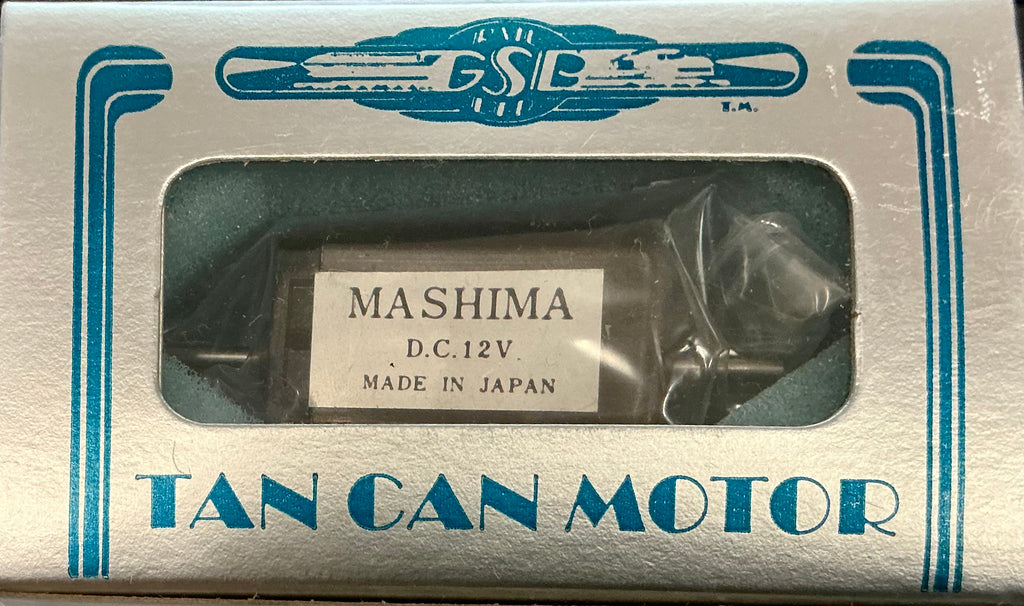 GSB
T.M.
MASHIMA
D.C.12V.
MADE IN JAPAN
TAN CAN MOTOR